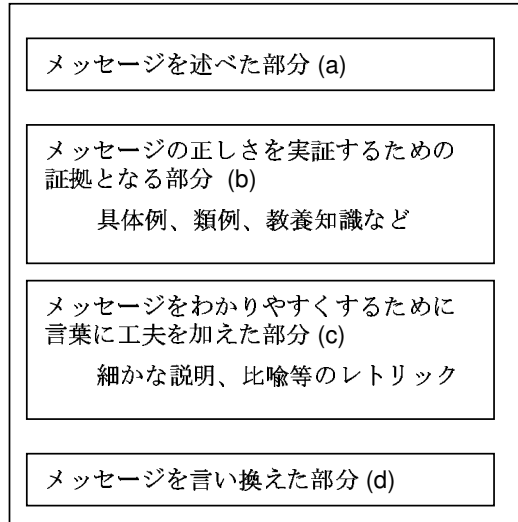 メッセージを述べた部分 (a)
メッセージの正しさを実証するための
証拠となる部分 (b)
具体例、類例、教養知識など
メッセージをわかりやすくするために
言葉に工夫を加えた部分 (c)
細かな説明、比喩等のレトリック
メッセージを言い換えた部分 (d)